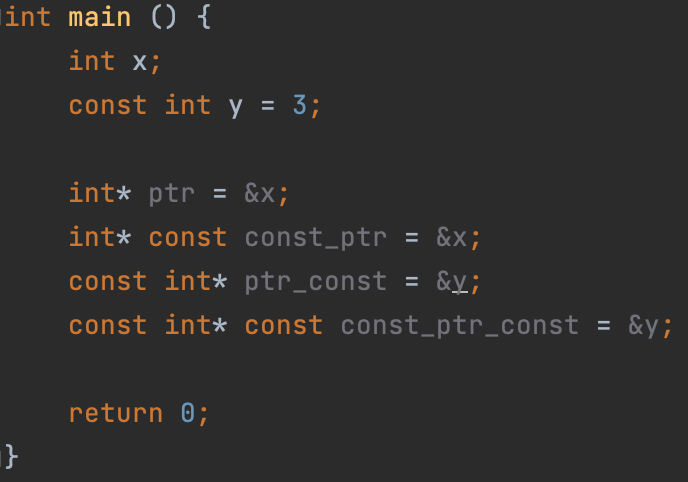 int main () {
int x;
const int y = 3;
int* ptr = &x;
int* const const_ptr = &x;
const int* ptr_const = &y;
const int* const const_ptr_const = &y;
return 0;
}